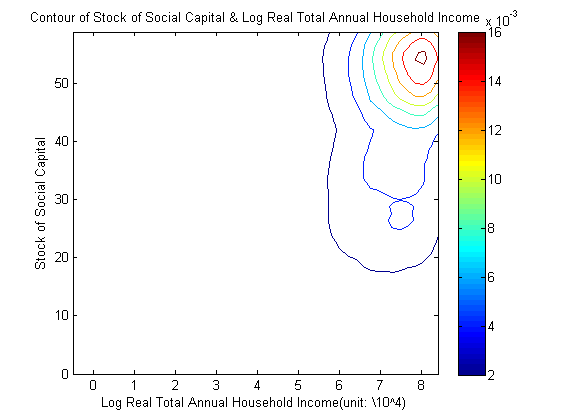 Contour of Stock of Social Capital & Log Real Total Annual Household Income
x 10^-3
16
14
12
10
8
6
4
2
Stock of Social Capital
50
40
30
20
10
0
0 1 2 3 4 5 6 7 8
Log Real Total Annual Household Income(unit: \10^4)